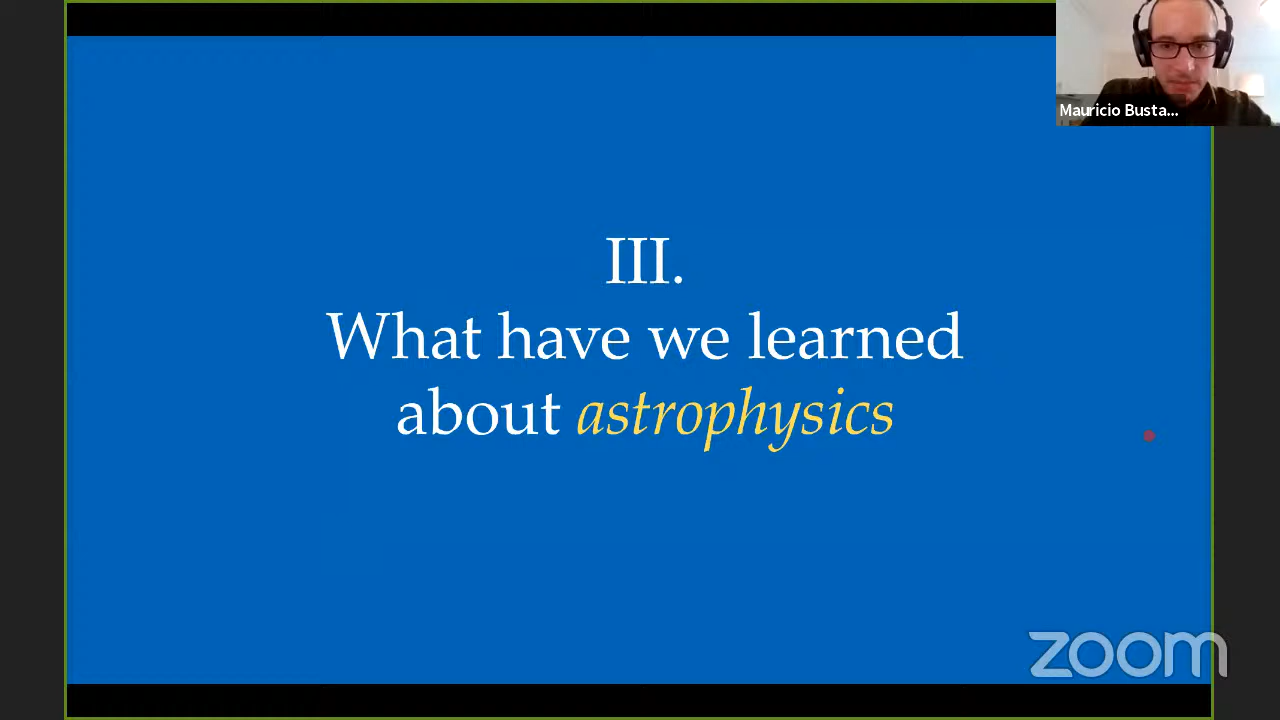 Mauricio Busta...
III.
What have we learned
about astrophysics
zoom